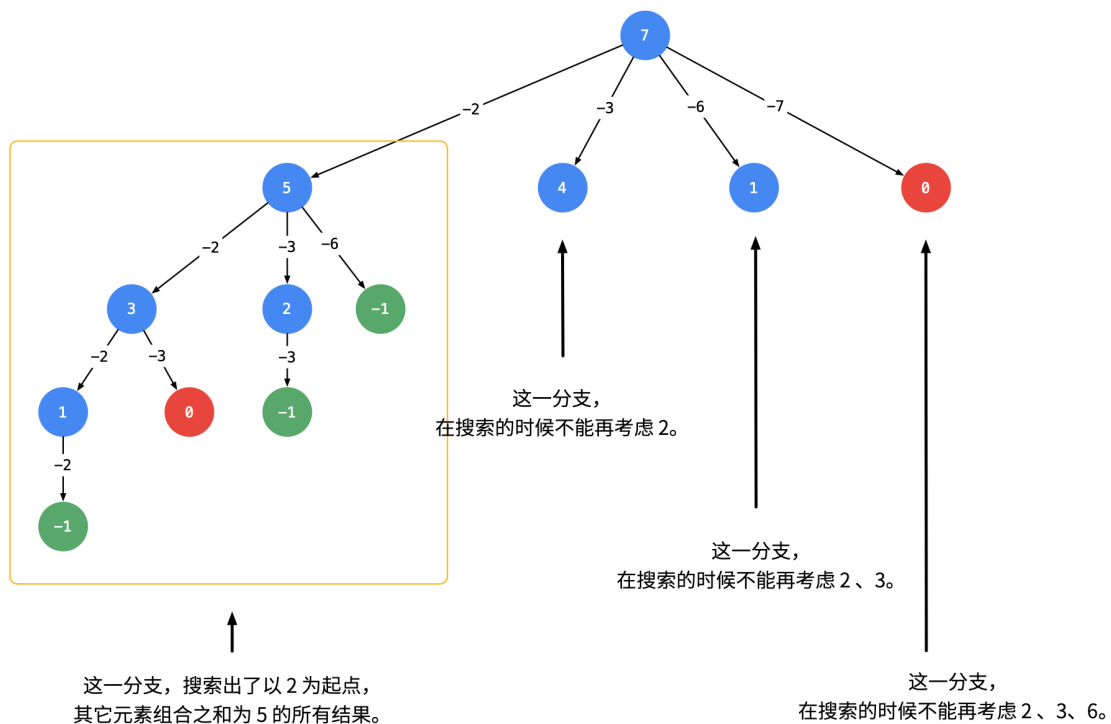 7
-2
-3
-6
-7
5
4
1
0
-2
-3
-6
3
2
-1
-2
-3
-3
1
0
-1
-2
-1
这一分支，
在搜索的时候不能再考虑 2。
这一分支，
在搜索的时候不能再考虑 2 、3。
这一分支，搜索出了以 2 为起点，
其它元素组合之和为 5 的所有结果。
这一分支，
在搜索的时候不能再考虑 2 、3、6。